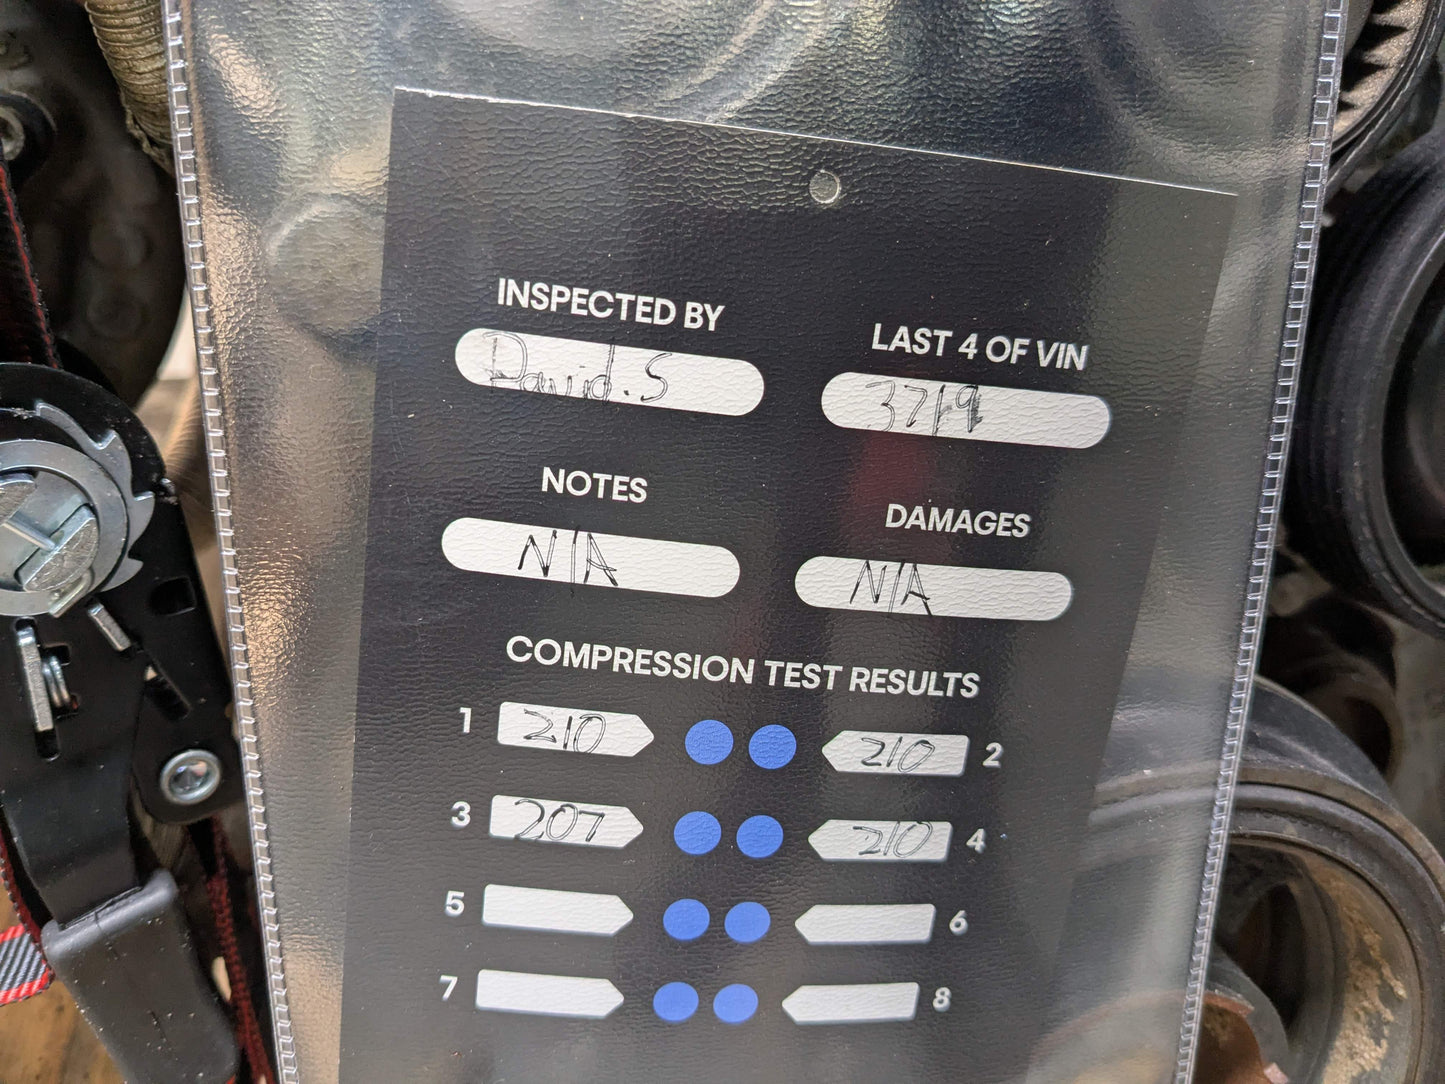 INSPECTED BY
David.S
LAST 4 OF VIN
3719
NOTES
N/A
DAMAGES
N/A
COMPRESSION TEST RESULTS
1 210 210 2
3 207 210 4
5 6
7 8